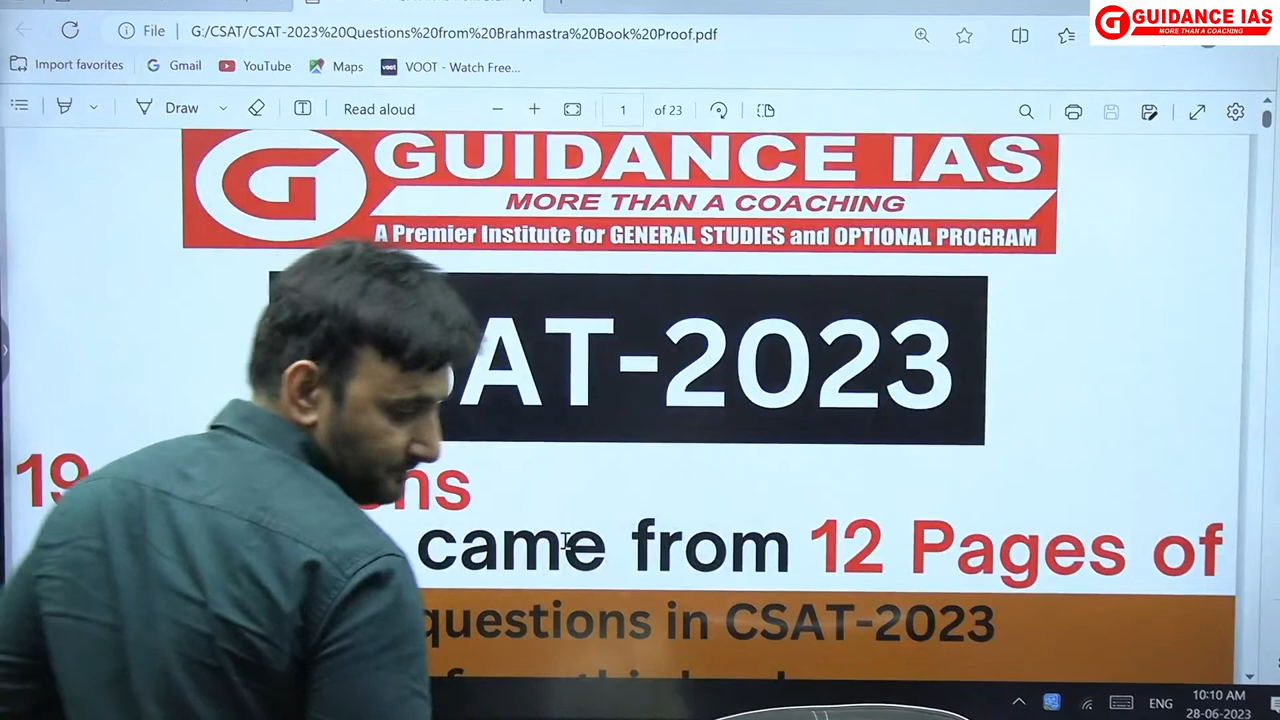 GUIDANCE IAS
MORE THAN A COACHING
File
G:/CSAT/CSAT-2023%20Questions%20from%20Brahmastra%20Book%20Proof.pdf
Import favorites
Gmail
YouTube
Maps
voot
VOOT - Watch Free...
Draw
Read aloud
1
of 23
GUIDANCE IAS
MORE THAN A COACHING
A Premier Institute for GENERAL STUDIES and OPTIONAL PROGRAM
SAT-2023
19 ns
came from 12 Pages of
questions in CSAT-2023
ENG
10:10 AM
28-06-2023